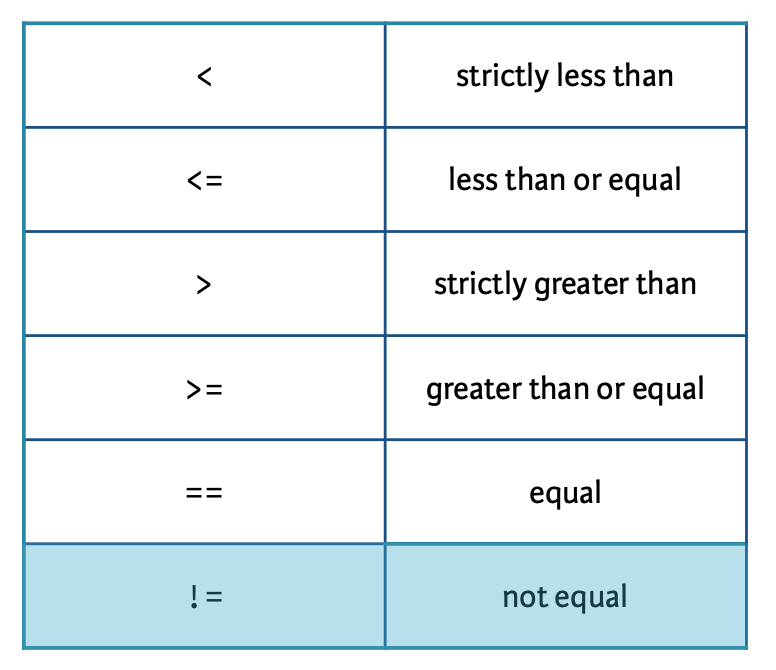 < strictly less than
<= less than or equal
> strictly greater than
>= greater than or equal
== equal
!= not equal